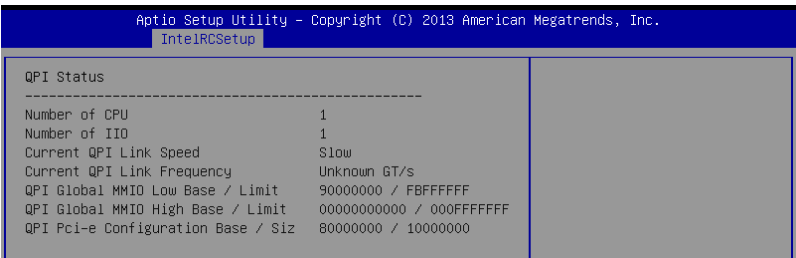 Aptio Setup Utility – Copyright (C) 2013 American Megatrends, Inc.
IntelRCSetup
QPI Status
--------------------------------------------------
Number of CPU 1
Number of IIO 1
Current QPI Link Speed Slow
Current QPI Link Frequency Unknown GT/s
QPI Global MMIO Low Base / Limit 90000000 / FBFFFFFF
QPI Global MMIO High Base / Limit 00000000000 / 000FFFFFFF
QPI Pci-e Configuration Base / Siz 80000000 / 10000000